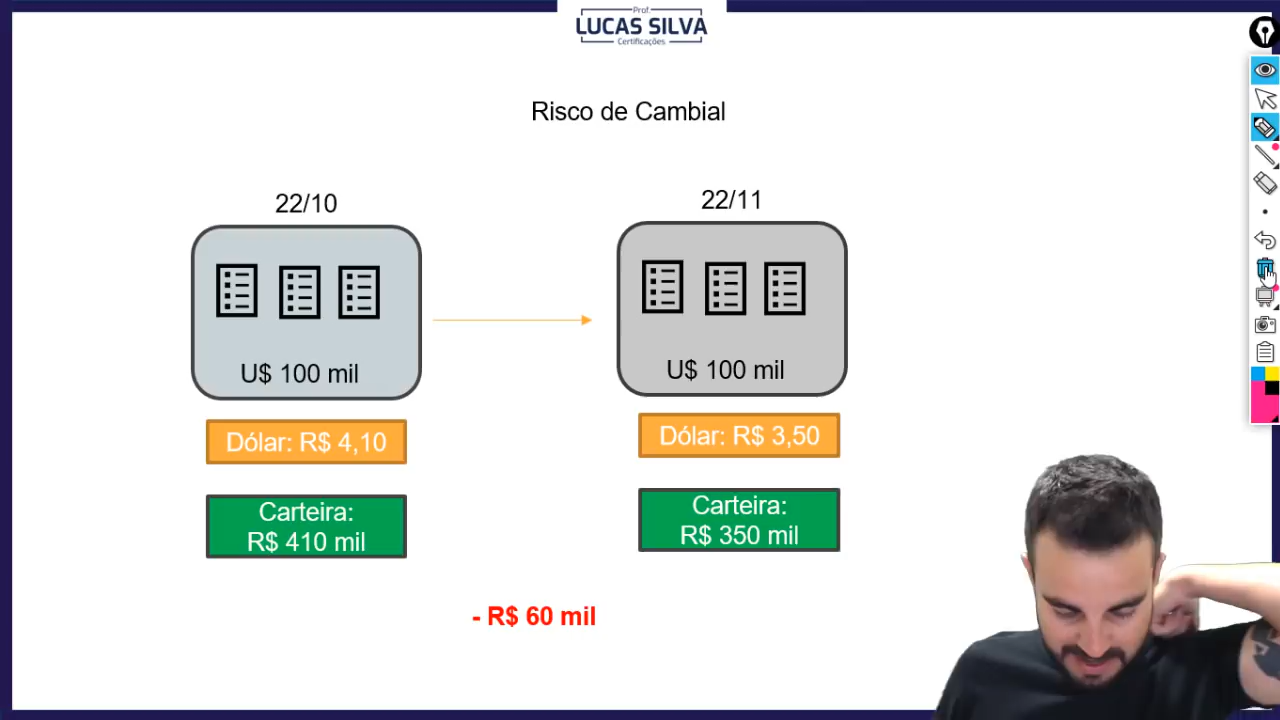 Prof.
LUCAS SILVA
Certificações.
Risco de Cambial
22/10
22/11
U$ 100 mil
U$ 100 mil
Dólar: R$ 4,10
Dólar: R$ 3,50
Carteira:
R$ 410 mil
Carteira:
R$ 350 mil
- R$ 60 mil